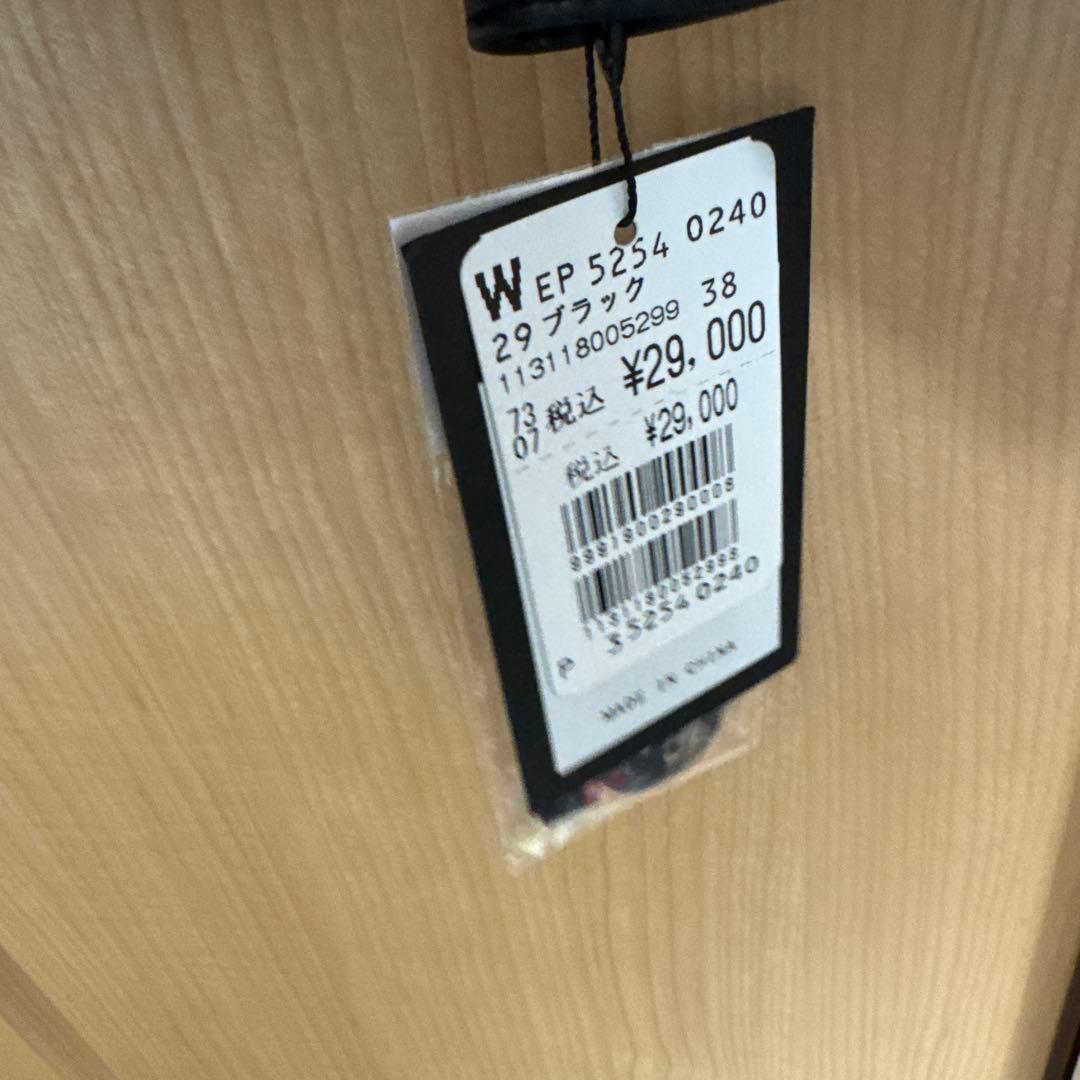 W EP 5254 0240
29 ブラック 38
113118005299
73 税込 ¥29,000
07
税込 ¥29,000
5254 0240
MADE IN CHINA